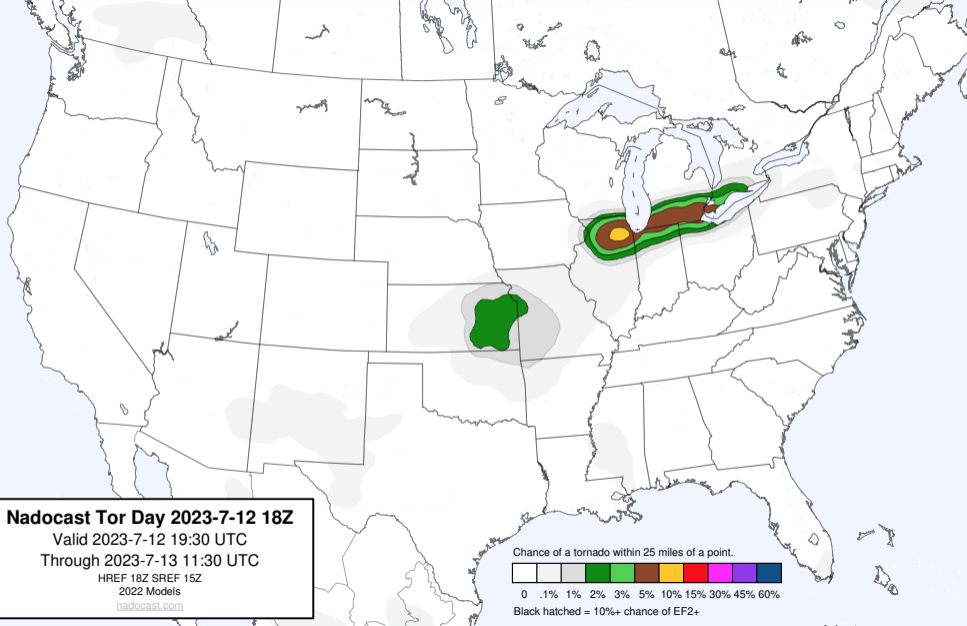 Nadocast Tor Day 2023-7-12 18Z
Valid 2023-7-12 19:30 UTC
Through 2023-7-13 11:30 UTC
HREF 18Z SREF 15Z
2022 Models
nadocast.com
Chance of a tornado within 25 miles of a point.
0 .1% 1% 2% 3% 5% 10% 15% 30% 45% 60%
Black hatched = 10%+ chance of EF2+